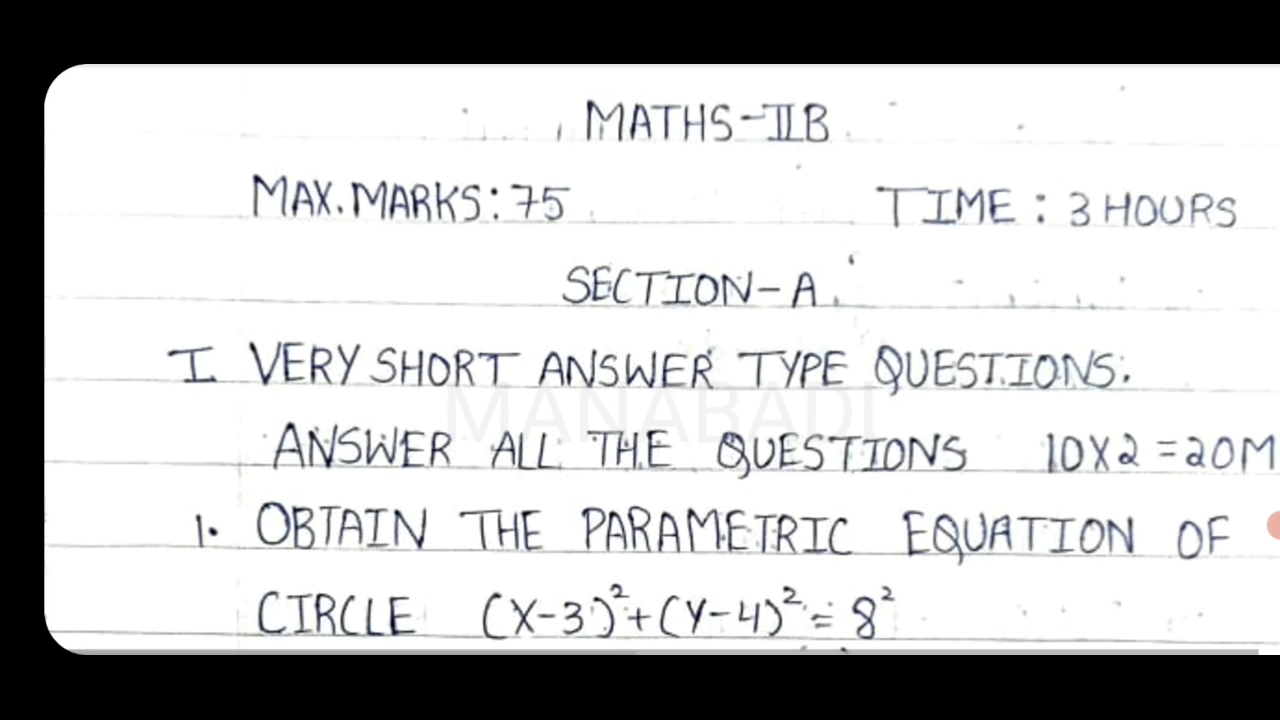 MATHS-IIB
MAX.MARKS:75 TIME: 3 HOURS
SECTION-A.
I VERY SHORT ANSWER TYPE QUESTIONS.
MANABADI
ANSWER ALL THE QUESTIONS 10X2=20M
1. OBTAIN THE PARAMETRIC EQUATION OF
CIRCLE (X-3)²+(Y-4)²=8²